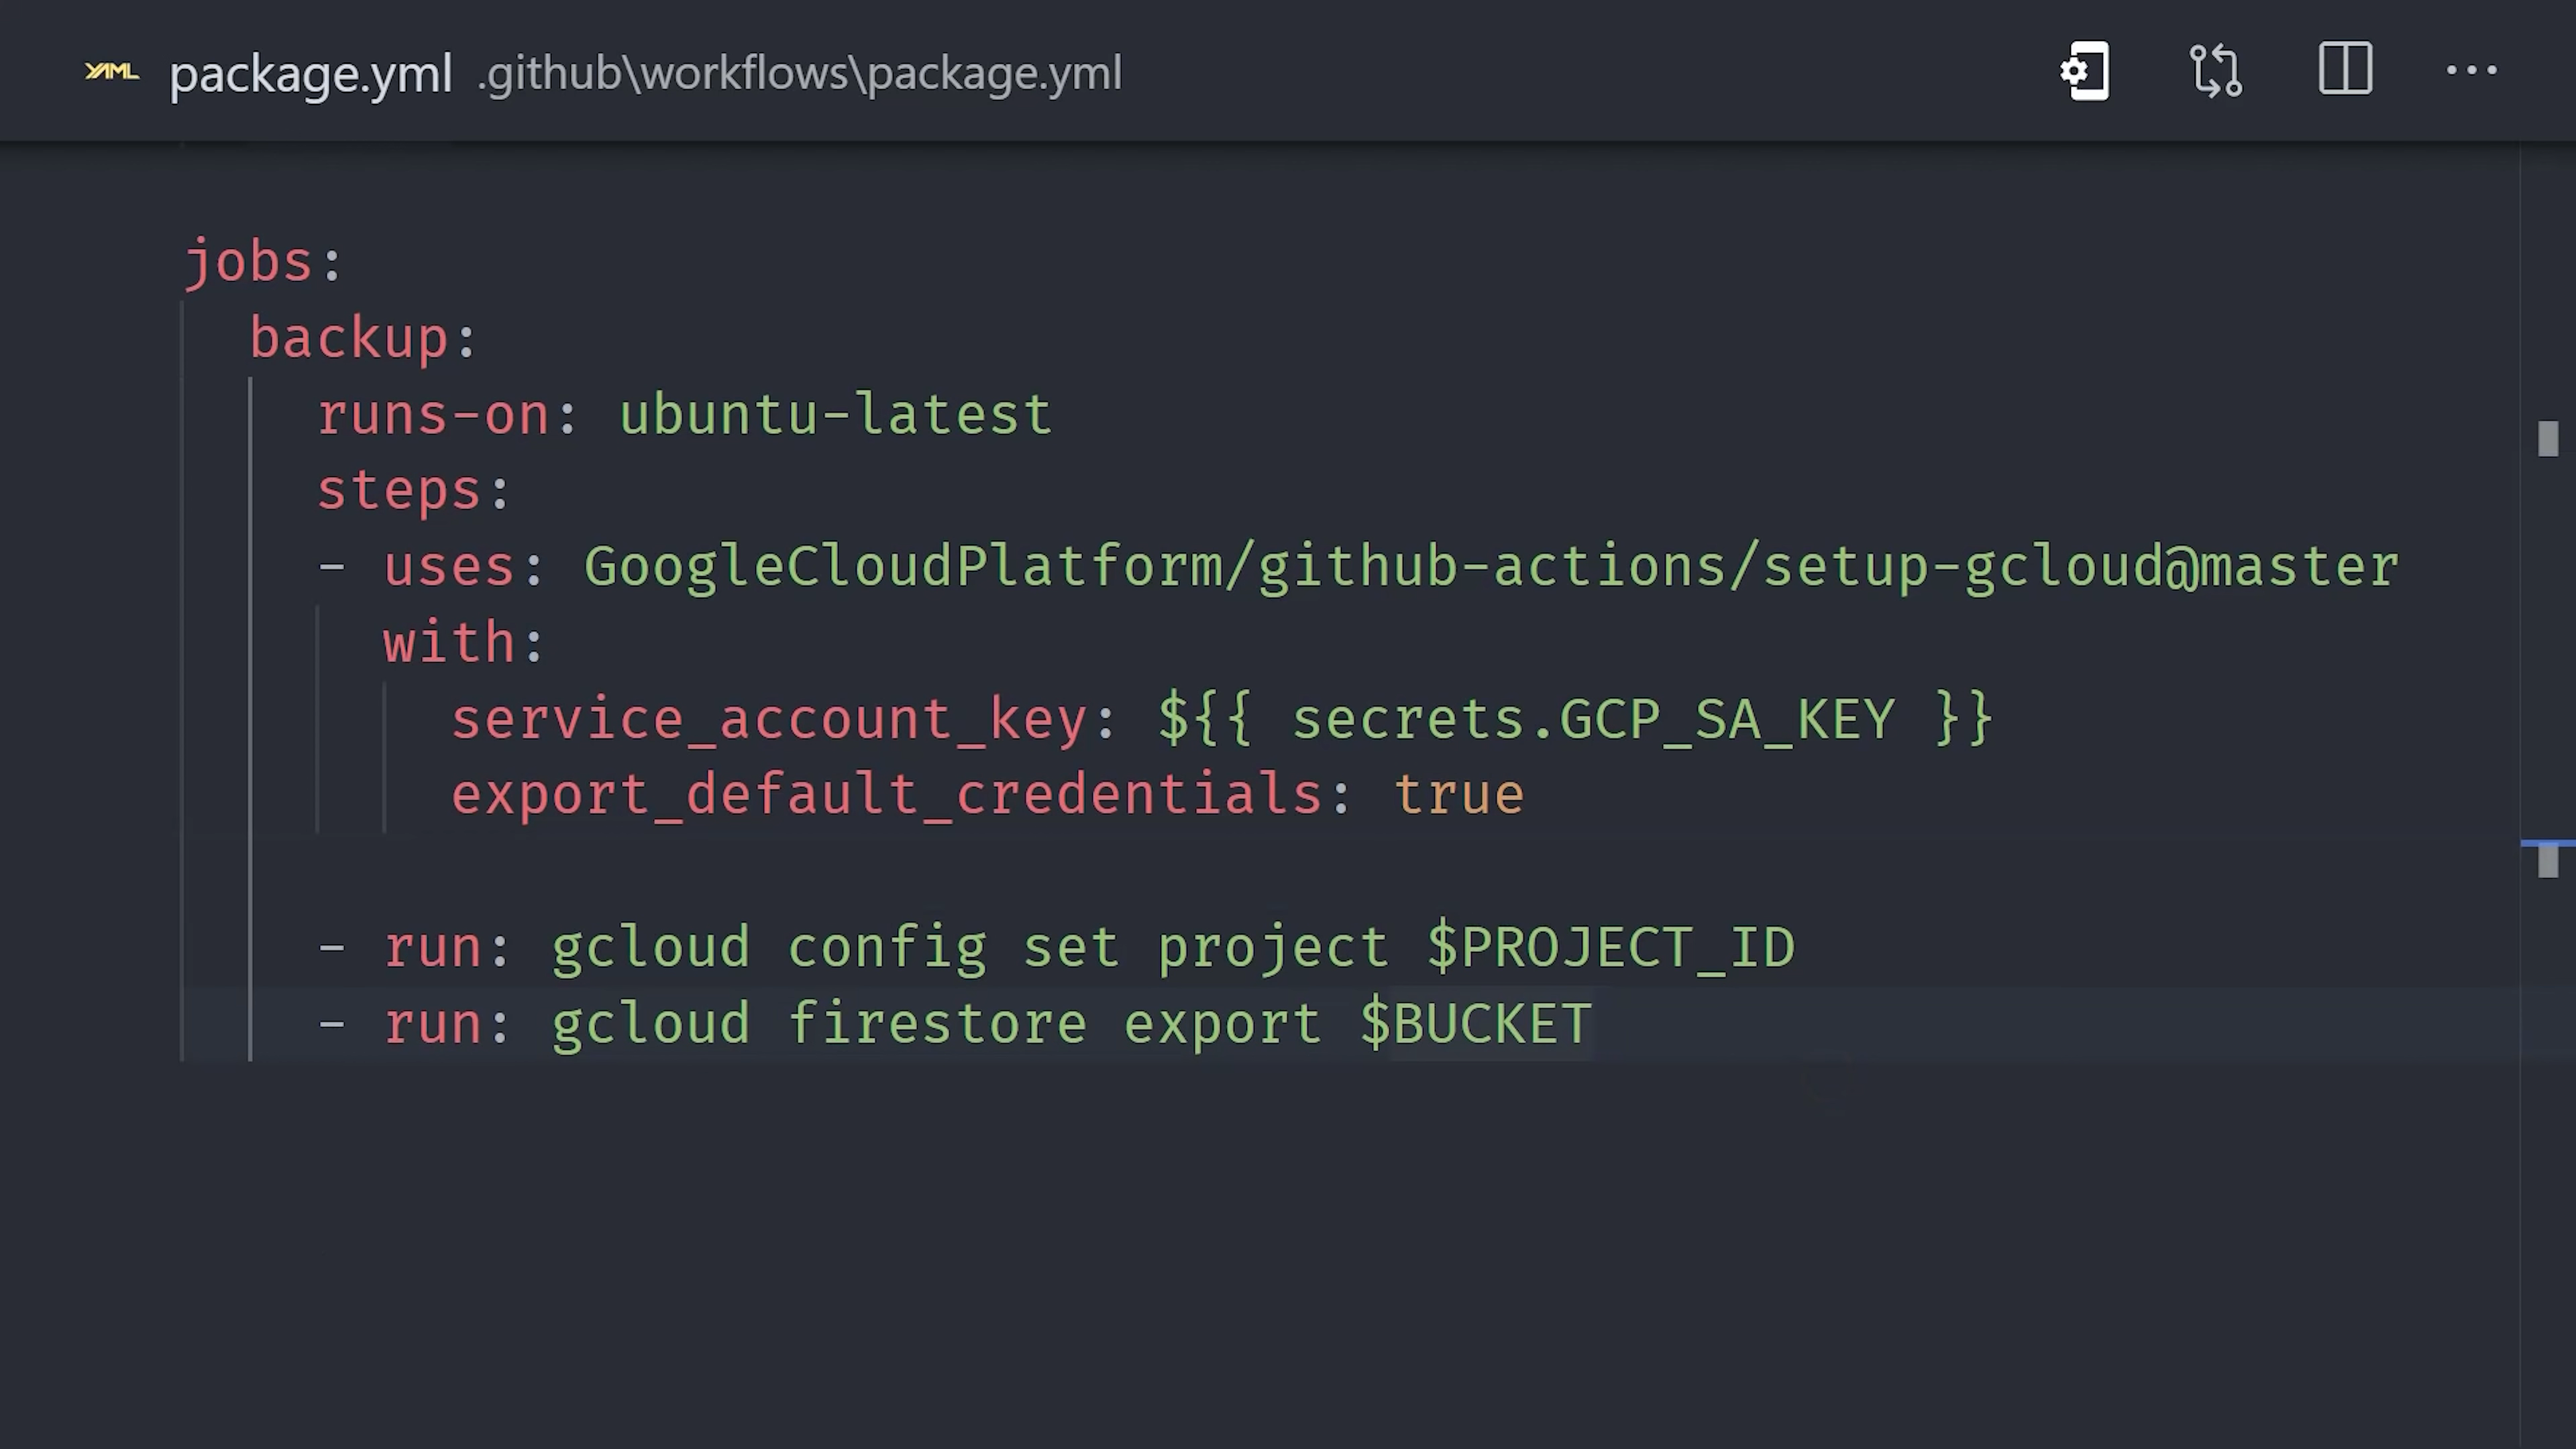 YAML package.yml .github\workflows\package.yml
jobs:
  backup:
    runs-on: ubuntu-latest
    steps:
    - uses: GoogleCloudPlatform/github-actions/setup-gcloud@master
      with:
        service_account_key: ${{ secrets.GCP_SA_KEY }}
        export_default_credentials: true
    - run: gcloud config set project $PROJECT_ID
    - run: gcloud firestore export $BUCKET